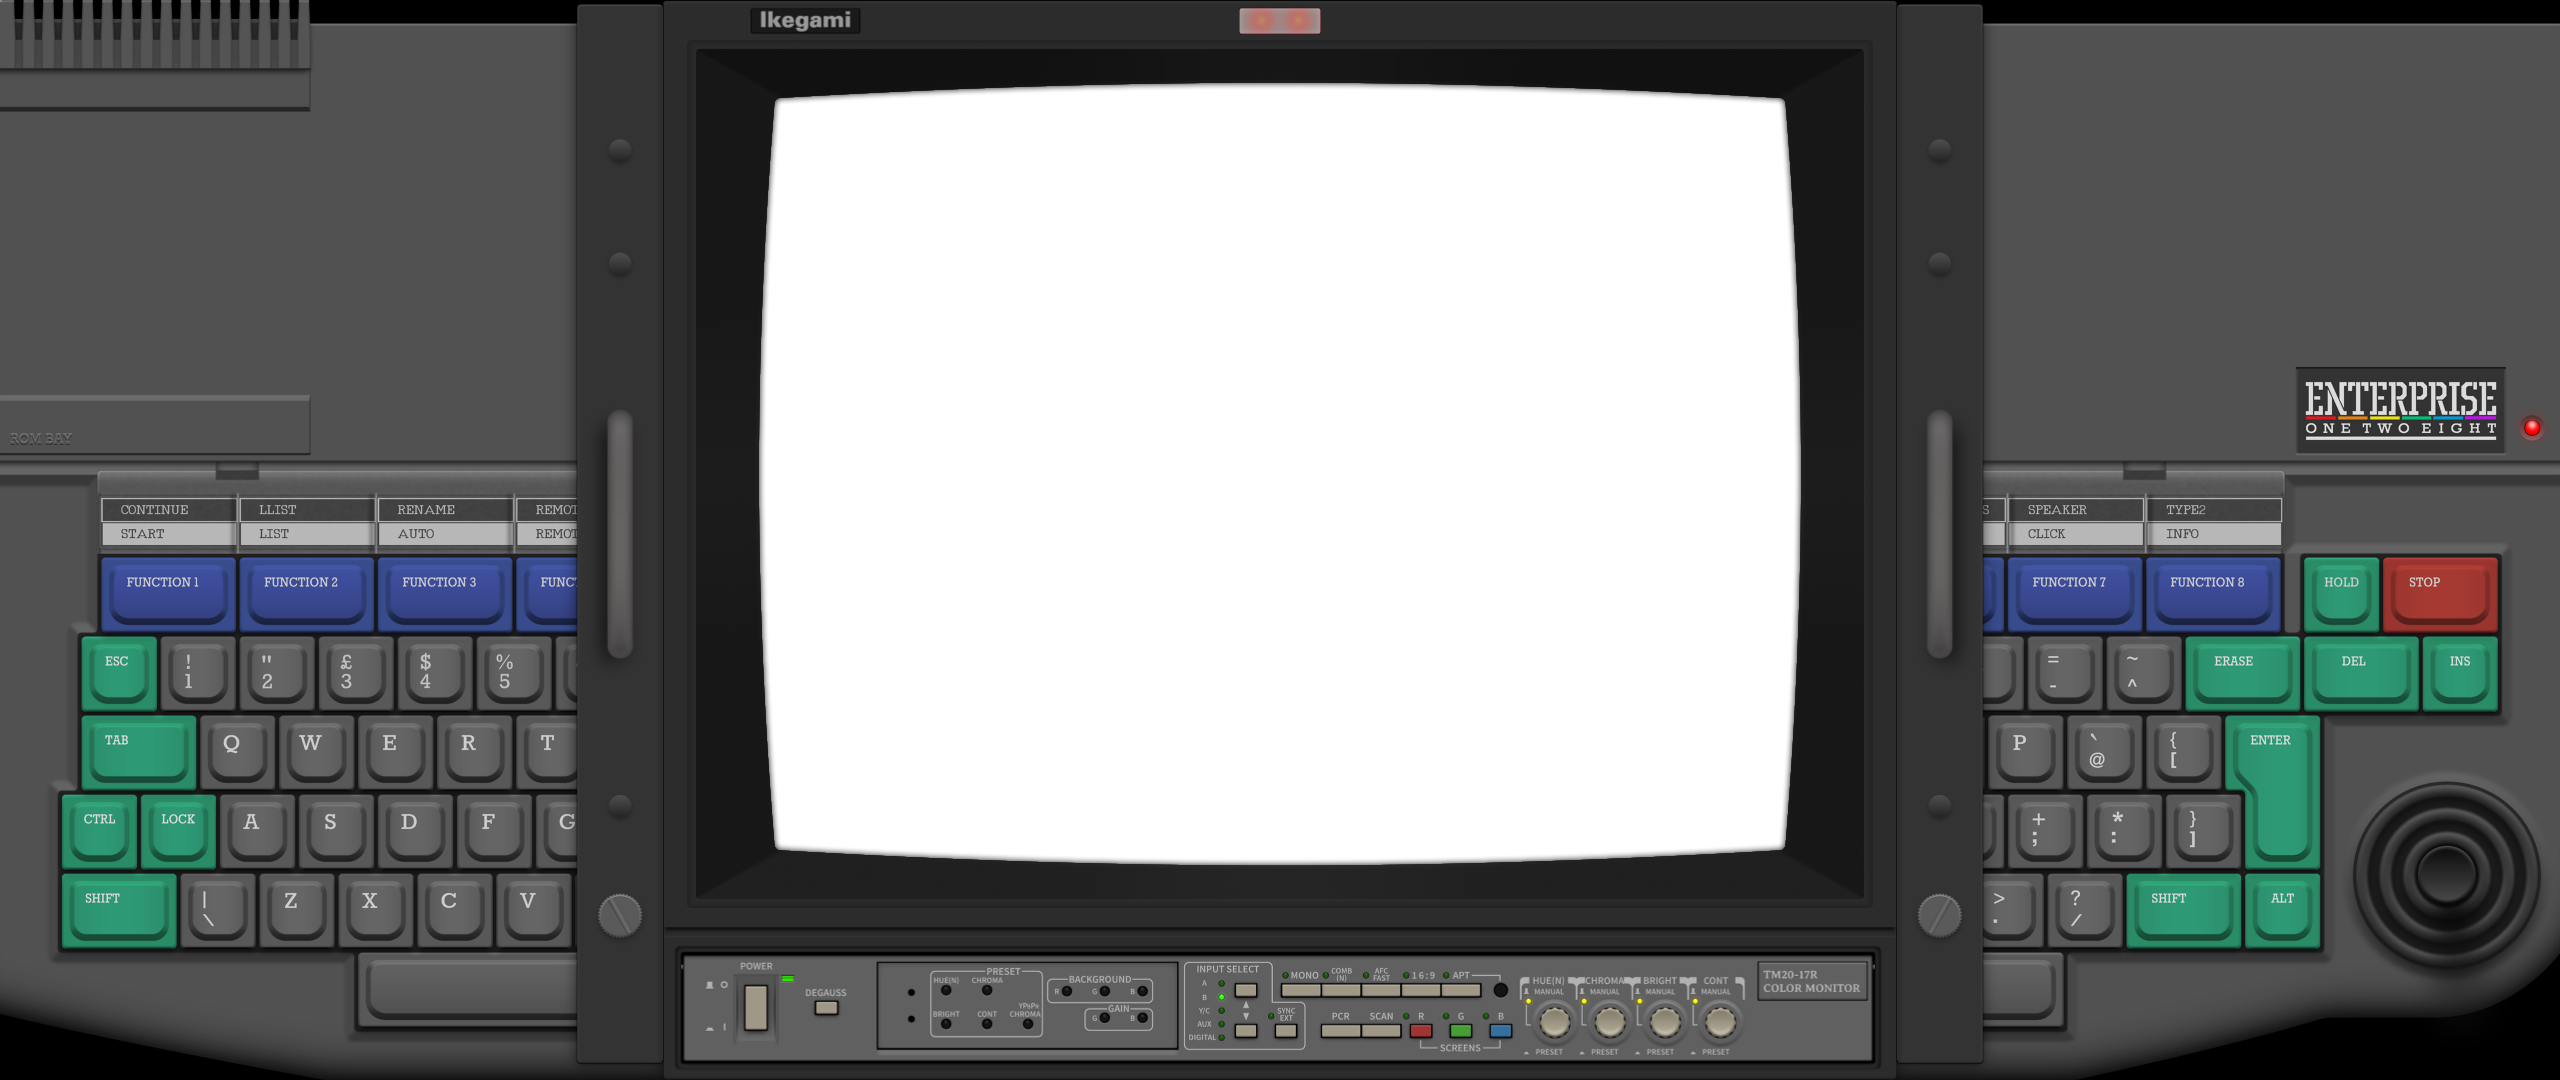 Ikegami
ROM BAY
ENTERPRISE
ONE TWO EIGHT
CONTINUE LLIST RENAME REMOT
START LIST AUTO REMOT
S SPEAKER TYPE2
CLICK INFO
FUNCTION 1 FUNCTION 2 FUNCTION 3 FUNC
FUNCTION 7 FUNCTION 8 HOLD STOP
ESC ! 1 " 2 £ 3 $ 4 % 5
= - ~ ^ ERASE DEL INS
TAB Q W E R T
P ` @ { [ ENTER
CTRL LOCK A S D F G
+ ; * : } ]
SHIFT | \ Z X C V
> . ? / SHIFT ALT
POWER
DEGAUSS
PRESET
HUE(N) CHROMA
BRIGHT CONT YPBPR CHROMA
BACKGROUND
R G B
GAIN
G B
INPUT SELECT
A
B
Y/C
AUX
DIGITAL
SYNC
EXT
MONO COMB (N) AFC FAST 16:9 APT
PCR SCAN R G B
SCREENS
HUE(N) CHROMA BRIGHT CONT
MANUAL MANUAL MANUAL MANUAL
PRESET PRESET PRESET PRESET
TM20-17R
COLOR MONITOR